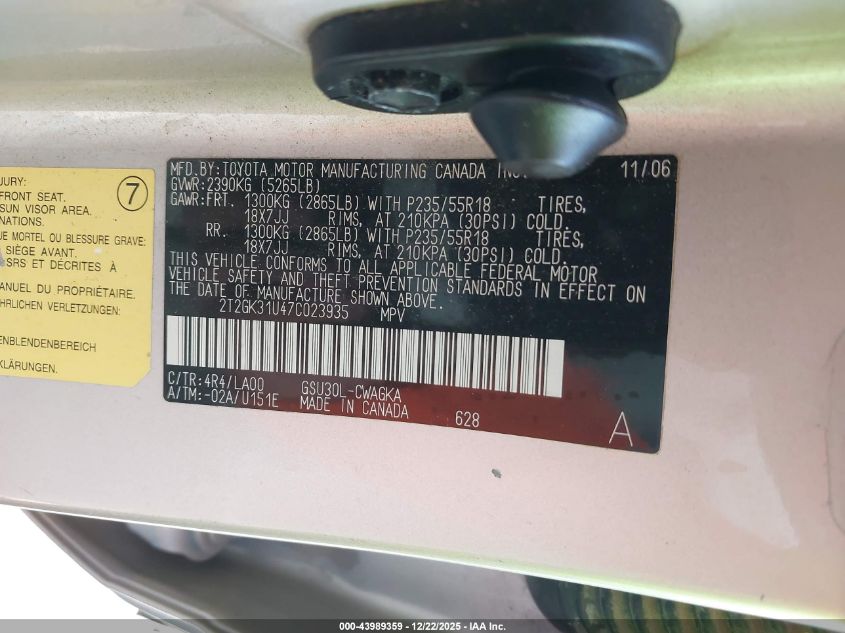 JURY:
FRONT SEAT.
SUN VISOR AREA.
NATIONS.
UE MORTEL OU BLESSURE GRAVE:
SIÈGE AVANT.
SRS ET DÉCRITES À
ANUEL DU PROPRIÉTAIRE.
HRLICHEN VERLETZUNG:
ENBLENDENBEREICH
KLÄRUNG.
7
MFD.BY:TOYOTA MOTOR MANUFACTURING CANADA INC. 11/06
GVWR:2390KG (5265LB)
GAWR:FRT. 1300KG (2865LB) WITH P235/55R18 TIRES,
18X7JJ RIMS, AT 210KPA (30PSI) COLD.
RR. 1300KG (2865LB) WITH P235/55R18 TIRES,
18X7JJ RIMS, AT 210KPA (30PSI) COLD.
THIS VEHICLE CONFORMS TO ALL APPLICABLE FEDERAL MOTOR
VEHICLE SAFETY AND THEFT PREVENTION STANDARDS IN EFFECT ON
THE DATE OF MANUFACTURE SHOWN ABOVE.
2T2GK31U47C023935 MPV
C/TR:4R4/LA00 GSU30L-CWAGKA
A/TM:-02A/U151E MADE IN CANADA 628
A
000-43989359 - 12/22/2025 - IAA Inc.